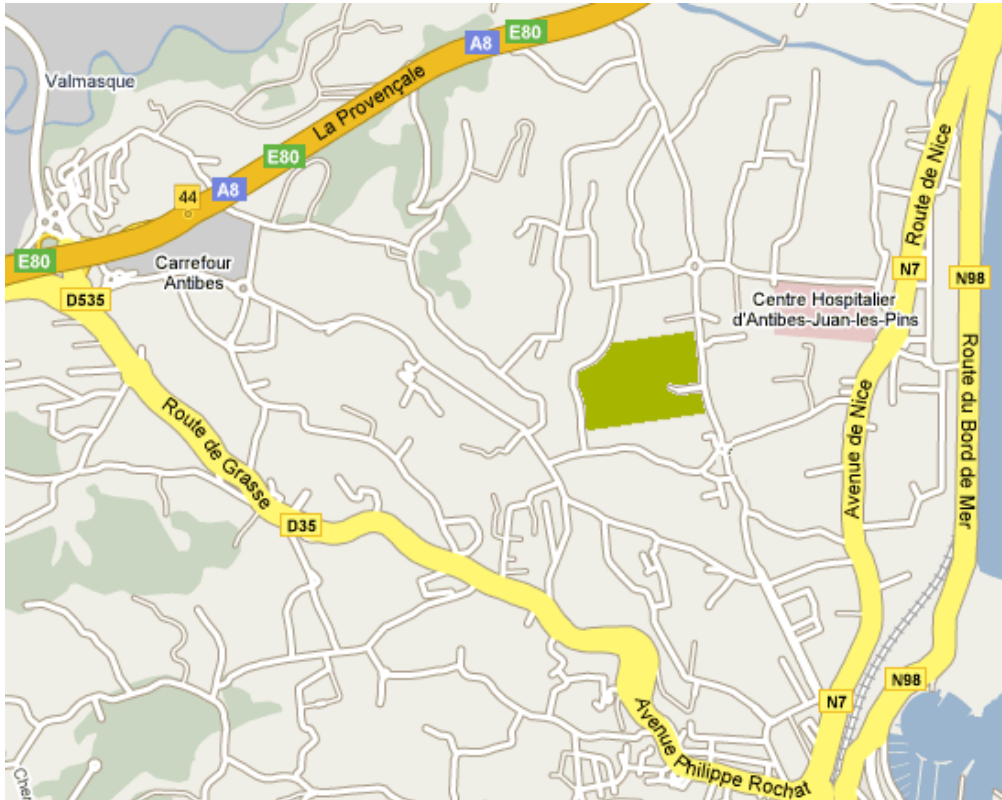 E80
A8
Valmasque
La Provençale
E80
A8
44
Route de Nice
E80
Carrefour
Antibes
N7
N98
D535
Centre Hospitalier
d'Antibes-Juan-les-Pins
Route du Bord de Mer
Avenue de Nice
Route de Grasse
D35
N98
N7
Avenue Philippe Rochat